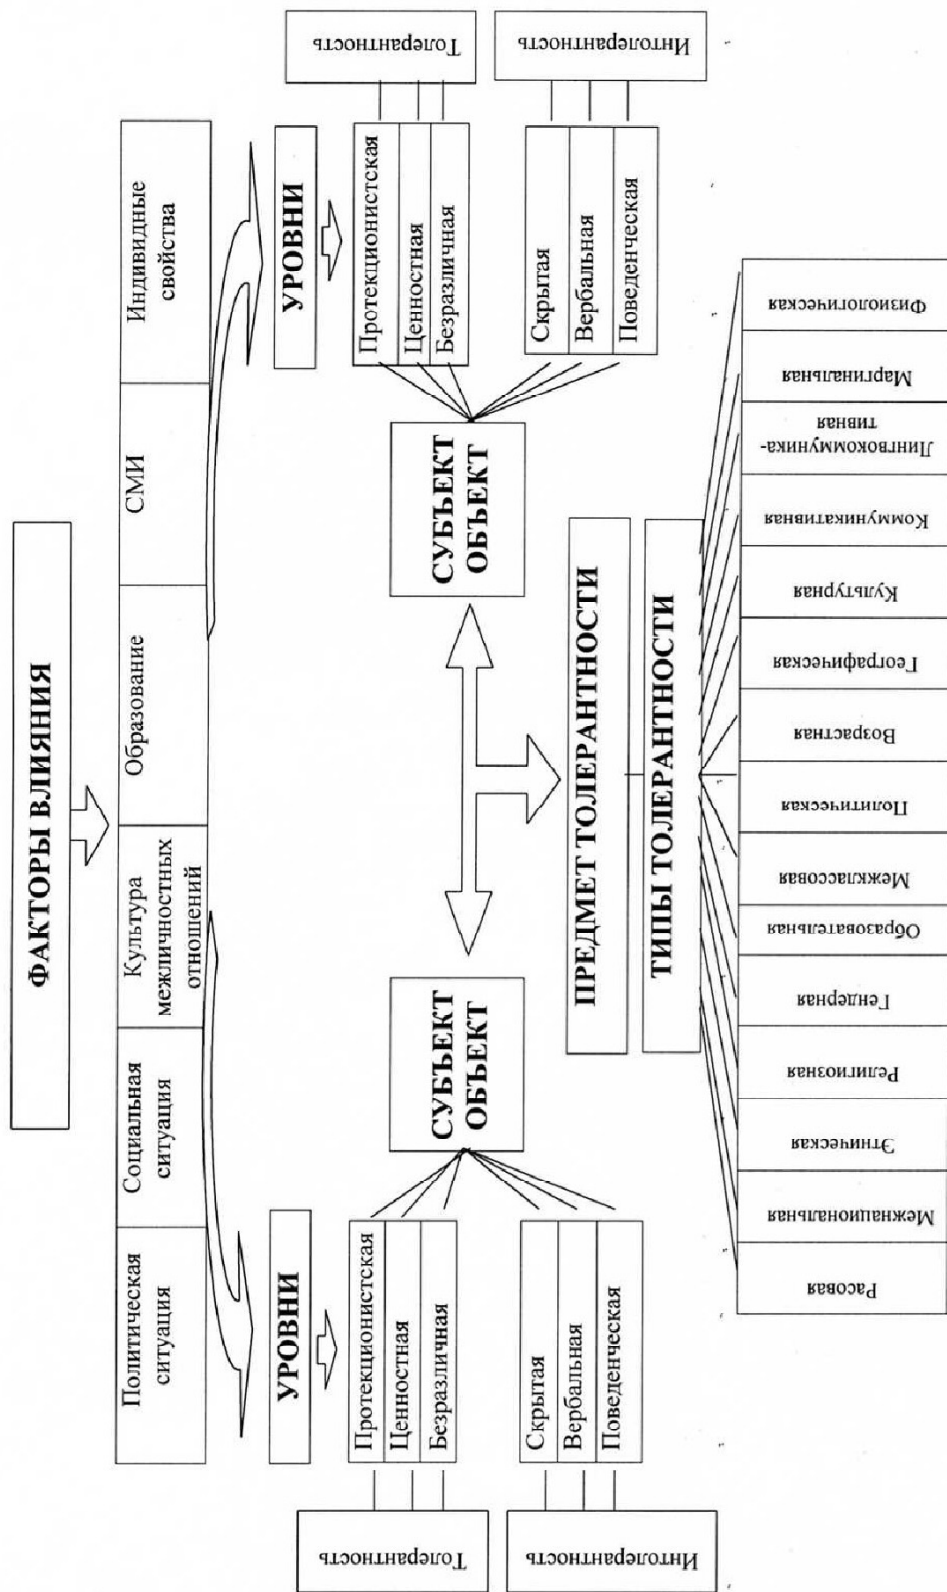 ФАКТОРЫ ВЛИЯНИЯ
Политическая
ситуация
Социальная
ситуация
Культура
межличностных
отношений
Образование
СМИ
Индивидные
свойства
УРОВНИ
УРОВНИ
Толерантность
Протекционистская
Ценностная
Безразличная
Интолерантность
Скрытая
Вербальная
Поведенческая
СУБЪЕКТ
ОБЪЕКТ
СУБЪЕКТ
ОБЪЕКТ
Протекционистская
Ценностная
Безразличная
Толерантность
Скрытая
Вербальная
Поведенческая
Интолерантность
ПРЕДМЕТ ТОЛЕРАНТНОСТИ
ТИПЫ ТОЛЕРАНТНОСТИ
Расовая
Межнациональная
Этническая
Религиозная
Гендерная
Образовательная
Межклассовая
Политическая
Возрастная
Географическая
Культурная
Коммуникативная
Лингвокоммуника-
тивная
Маргинальная
Физиологическая